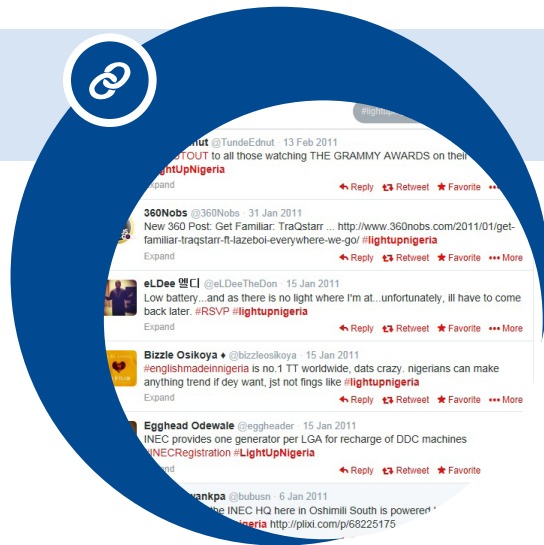 #lightup
nut @TundeEdnut · 13 Feb 2011
TOUT to all those watching THE GRAMMY AWARDS on their
ghtUpNigeria
xpand
Reply Retweet Favorite •••
360Nobs @360Nobs · 31 Jan 2011
New 360 Post: Get Familiar: TraQstarr ... http://www.360nobs.com/2011/01/get-
familiar-traqstarr-ft-lazeboi-everywhere-we-go/ #lightupnigeria
Expand
Reply Retweet Favorite ••• More
eLDee 엘디 @eLDeeTheDon · 15 Jan 2011
Low battery...and as there is no light where I'm at...unfortunately, ill have to come
back later. #RSVP #lightupnigeria
Expand
Reply Retweet Favorite ••• More
Bizzle Osikoya ♦ @bizzleosikoya · 15 Jan 2011
#englishmadeinnigeria is no.1 TT worldwide, dats crazy. nigerians can make
anything trend if dey want, jst not fings like #lightupnigeria
Expand
Reply Retweet Favorite ••• More
Egghead Odewale @eggheader · 15 Jan 2011
INEC provides one generator per LGA for recharge of DDC machines
#INECRegistration #LightUpNigeria
and
Reply Retweet Favorite
wankpa @bubusn · 6 Jan 2011
the INEC HQ here in Oshimili South is powered
igeria http://plixi.com/p/68225175